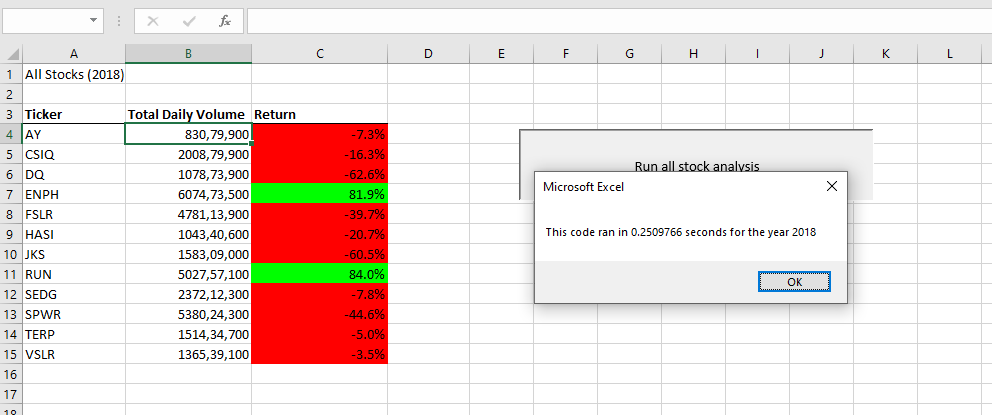 fx
A B C D E F G H I J K L
1 All Stocks (2018)
2
3 Ticker Total Daily Volume Return
4 AY 830,79,900 -7.3%
5 CSIQ 2008,79,900 -16.3%
6 DQ 1078,73,900 -62.6%
7 ENPH 6074,73,500 81.9%
8 FSLR 4781,13,900 -39.7%
9 HASI 1043,40,600 -20.7%
10 JKS 1583,09,000 -60.5%
11 RUN 5027,57,100 84.0%
12 SEDG 2372,12,300 -7.8%
13 SPWR 5380,24,300 -44.6%
14 TERP 1514,34,700 -5.0%
15 VSLR 1365,39,100 -3.5%
16
17
18
Run all stock analysis
Microsoft Excel
This code ran in 0.2509766 seconds for the year 2018
OK